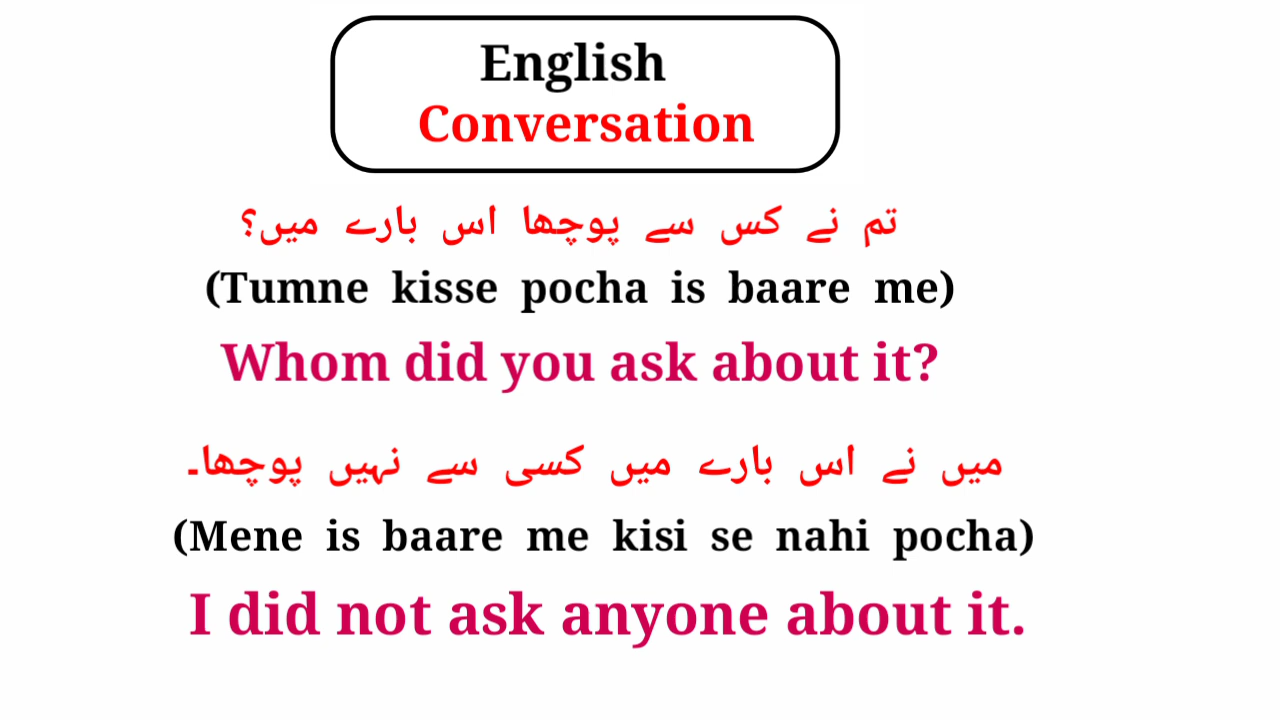 English
Conversation
تم نے کس سے پوچھا اس بارے میں؟
(Tumne kisse pocha is baare me)
Whom did you ask about it?
میں نے اس بارے میں کسی سے نہیں پوچھا۔
(Mene is baare me kisi se nahi pocha)
I did not ask anyone about it.